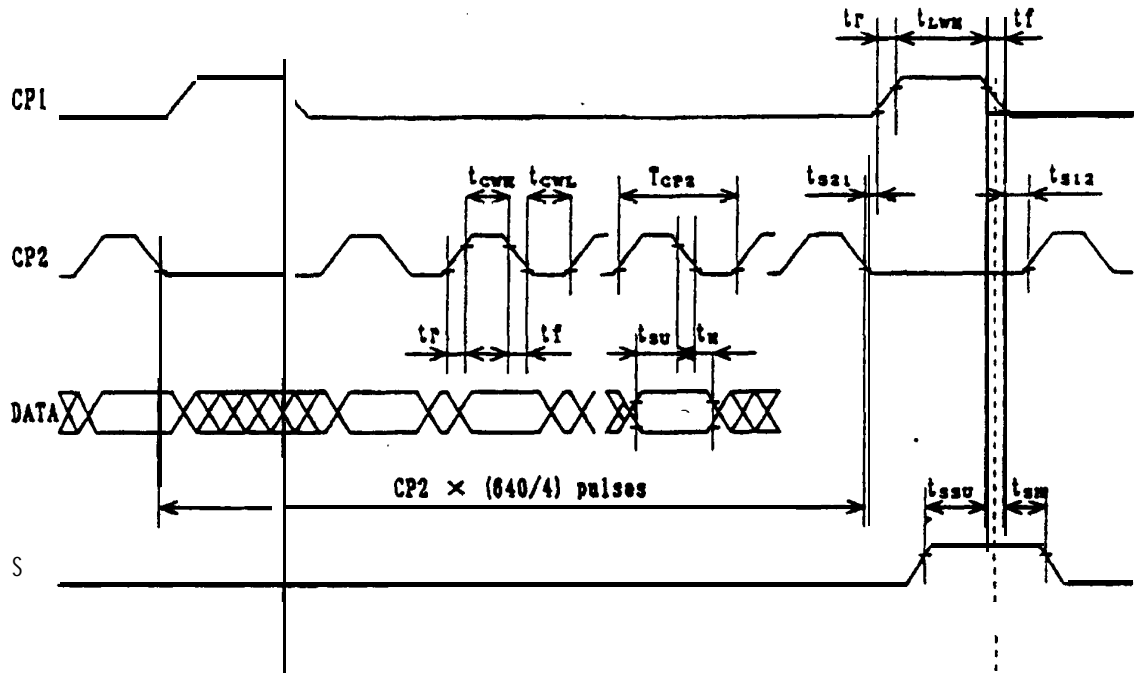 tr tLWH tf
CP1
tCWH tCWL TCP2 tS21 tS12
CP2
tr tf tSU tH
DATA
CP2 × (640/4) pulses
tSSU tSH
S